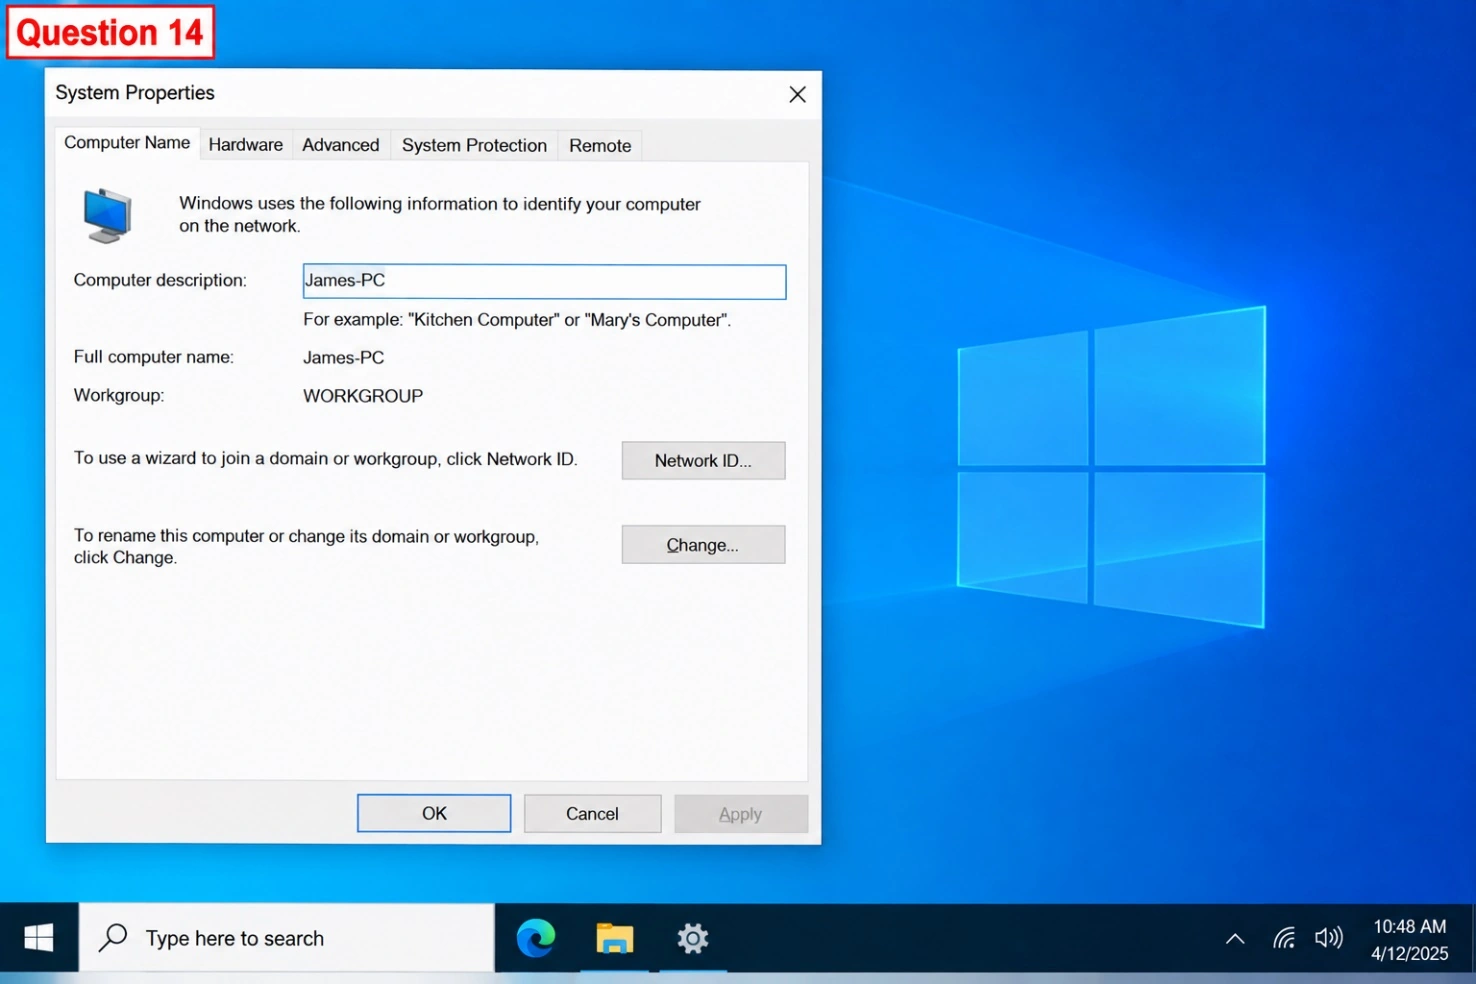 Question 14
System Properties
Computer Name Hardware Advanced System Protection Remote
Windows uses the following information to identify your computer
on the network.
Computer description: James-PC
For example: "Kitchen Computer" or "Mary's Computer".
Full computer name: James-PC
Workgroup: WORKGROUP
To use a wizard to join a domain or workgroup, click Network ID. Network ID...
To rename this computer or change its domain or workgroup,
click Change. Change...
OK Cancel Apply
Type here to search
10:48 AM
4/12/2025